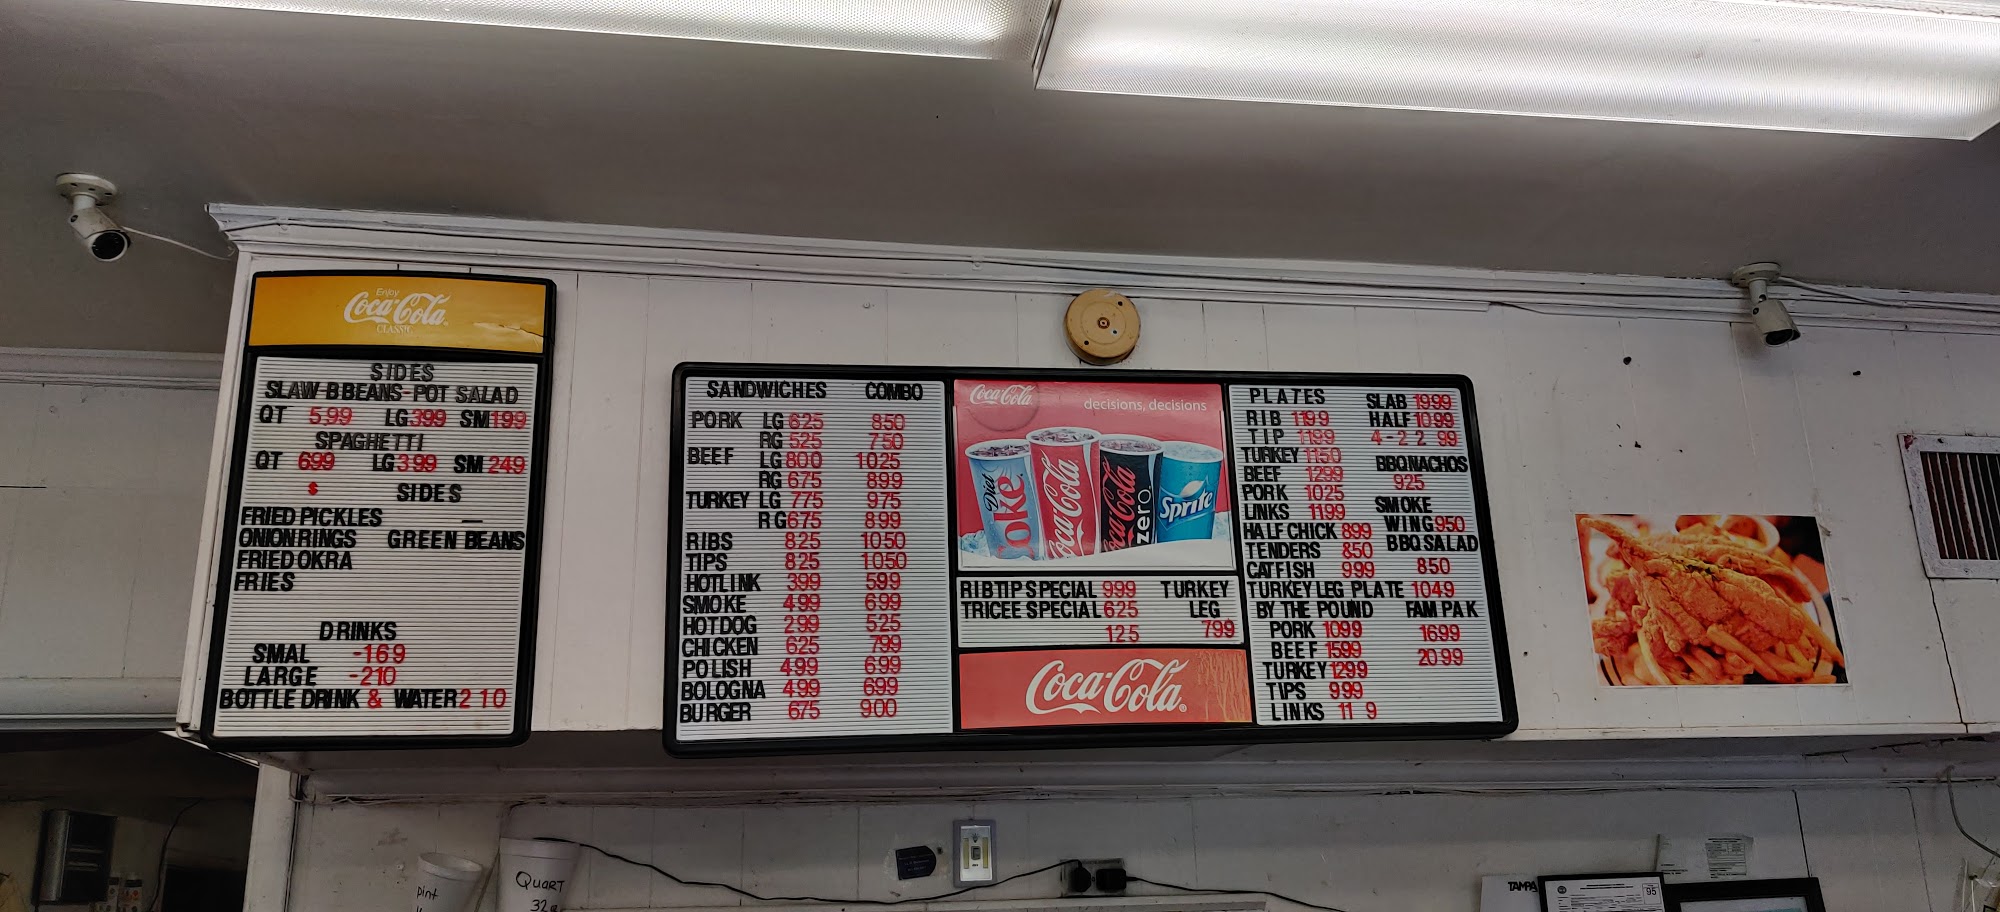 Enjoy
Coca-Cola
CLASSIC
SIDES
SLAW BBEANS-POT SALAD
QT 5,99 LG 399 SM 199
SPAGHETTI
QT 699 LG 399 SM 249
$ SIDES
FRIED PICKLES
ONION RINGS GREEN BEANS
FRIED OKRA
FRIES
DRINKS
SMAL -169
LARGE -210
BOTTLE DRINK & WATER 210
SANDWICHES COMBO
PORK LG 625 850
RG 525 750
BEEF LG 800 1025
RG 675 899
TURKEY LG 775 975
RG 675 899
RIBS 825 1050
TIPS 825 1050
HOTLINK 399 599
SMOKE 499 699
HOTDOG 299 525
CHICKEN 625 799
POLISH 499 699
BOLOGNA 499 699
BURGER 675 900
Coca-Cola
decisions, decisions
Diet Coke
Coca-Cola
Coca-Cola zero
Sprite
RIBTIP SPECIAL 999
TRICEE SPECIAL 625
125
TURKEY
LEG
799
Coca-Cola
PLATES
RIB 1199
TIP 1199
TURKEY 1150
BEEF 1299
PORK 1025
LINKS 1199
HALF CHICK 899
TENDERS 850
CATFISH 999
SLAB 1999
HALF 1099
4-2 2 99
BBQ NACHOS
925
SMOKE
WING 950
BBQ SALAD
850
TURKEY LEG PLATE 1049
BY THE POUND
PORK 1099
BEEF 1599
TURKEY 1299
TIPS 999
LINKS 11 9
FAM PAK
1699
2099
pint
QUART
32
TAMPA
95